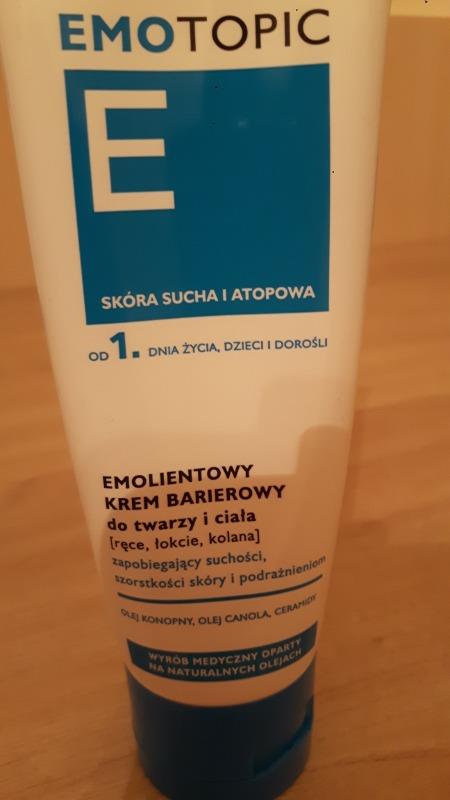 EMOTOPIC
E
SKÓRA SUCHA I ATOPOWA
OD 1. DNIA ŻYCIA, DZIECI I DOROŚLI
EMOLIENTOWY
KREM BARIEROWY
do twarzy i ciała
[ręce, łokcie, kolana]
zapobiegający suchości,
szorstkości skóry i podrażnieniom
OLEJ KONOPNY, OLEJ CANOLA, CERAMIDY
WYRÓB MEDYCZNY OPARTY
NA NATURALNYCH OLEJACH